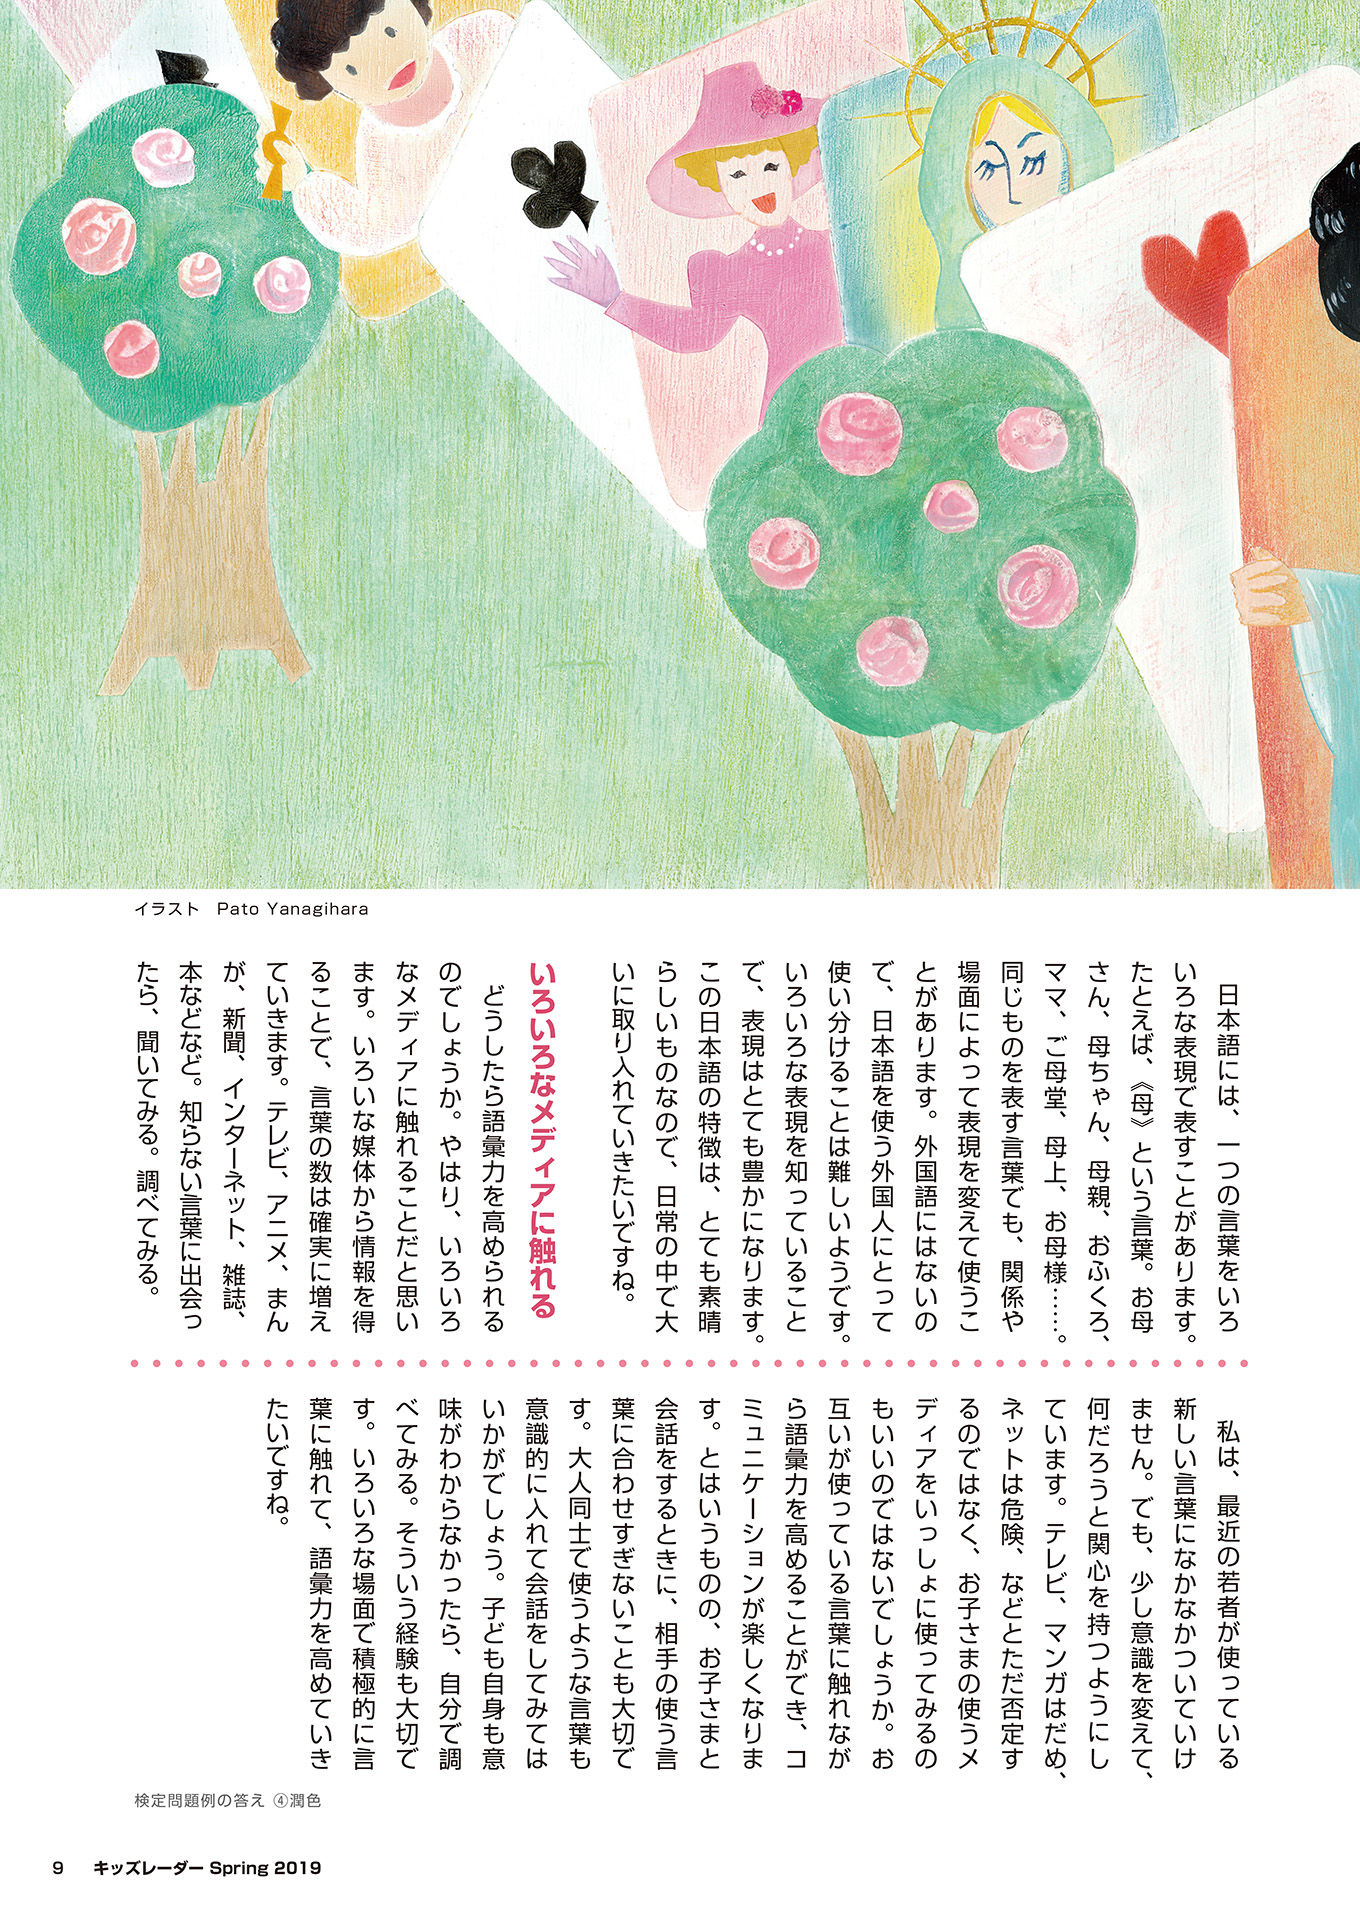 イラスト　Pato Yanagihara
日本語には、一つの言葉をいろ
いろな表現で表すことがあります。
たとえば、《母》という言葉。お母
さん、母ちゃん、母親、おふくろ、
ママ、ご母堂、母上、お母様……。
同じものを表す言葉でも、関係や
場面によって表現を変えて使うこ
とがあります。外国語にはないの
で、日本語を使う外国人にとって
使い分けることは難しいようです。
いろいろな表現を知っていること
で、表現はとても豊かになります。
この日本語の特徴は、とても素晴
らしいものなので、日常の中で大
いに取り入れていきたいですね。
いろいろなメディアに触れる
どうしたら語彙力を高められる
のでしょうか。やはり、いろいろ
なメディアに触れることだと思い
ます。いろいな媒体から情報を得
ることで、言葉の数は確実に増え
ていきます。テレビ、アニメ、まん
が、新聞、インターネット、雑誌、
本などなど。知らない言葉に出会っ
たら、聞いてみる。調べてみる。
私は、最近の若者が使っている
新しい言葉になかなかついていけ
ません。でも、少し意識を変えて、
何だろうと関心を持つようにし
ています。テレビ、マンガはだめ、
ネットは危険、などとただ否定す
るのではなく、お子さまの使うメ
ディアをいっしょに使ってみるの
もいいのではないでしょうか。お
互いが使っている言葉に触れなが
ら語彙力を高めることができ、コ
ミュニケーションが楽しくなりま
す。とはいうものの、お子さまと
会話をするときに、相手の使う言
葉に合わせすぎないことも大切で
す。大人同士で使うような言葉も
意識的に入れて会話をしてみては
いかがでしょう。子ども自身も意
味がわからなかったら、自分で調
べてみる。そういう経験も大切で
す。いろいろな場面で積極的に言
葉に触れて、語彙力を高めていき
たいですね。
検定問題例の答え ④潤色
9　キッズレーダー Spring 2019